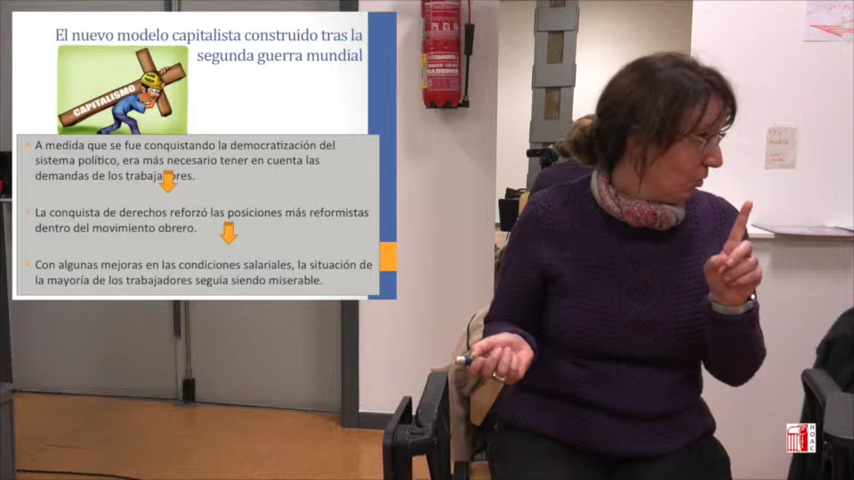 El nuevo modelo capitalista construido tras la
segunda guerra mundial
CAPITALISMO
A medida que se fue conquistando la democratización del
sistema político, era más necesario tener en cuenta las
demandas de los trabajadores.
La conquista de derechos reforzó las posiciones más reformistas
dentro del movimiento obrero.
Con algunas mejoras en las condiciones salariales, la situación de
la mayoría de los trabajadores seguía siendo miserable.
HOAC